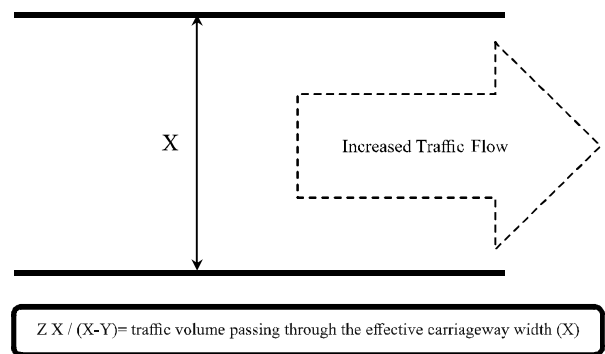 X
Increased Traffic Flow
Z X / (X-Y)= traffic volume passing through the effective carriageway width (X)